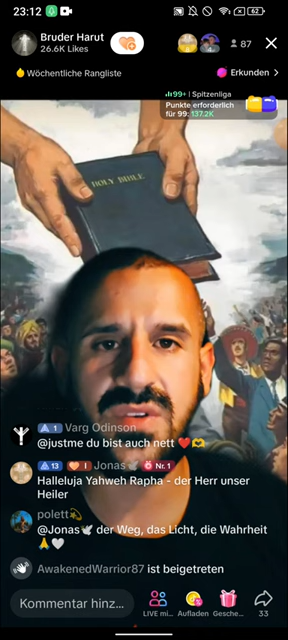 23:12
62
Bruder Harut
26.6K Likes
87
Wöchentliche Rangliste
Erkunden >
99+ | Spitzenliga
Punkte erforderlich
für 99: 137.2K
HOLY BIBLE
1 Varg Odinson
@justme du bist auch nett ❤️🫶
13 I Jonas🕊️ Nr. 1
Halleluja Yahweh Rapha - der Herr unser
Heiler
polett💫
@Jonas🕊️ der Weg, das Licht, die Wahrheit
🙏🤍
AwakenedWarrior87 ist beigetreten
Kommentar hinz...
LIVE mi...
Aufladen
Gesche...
33